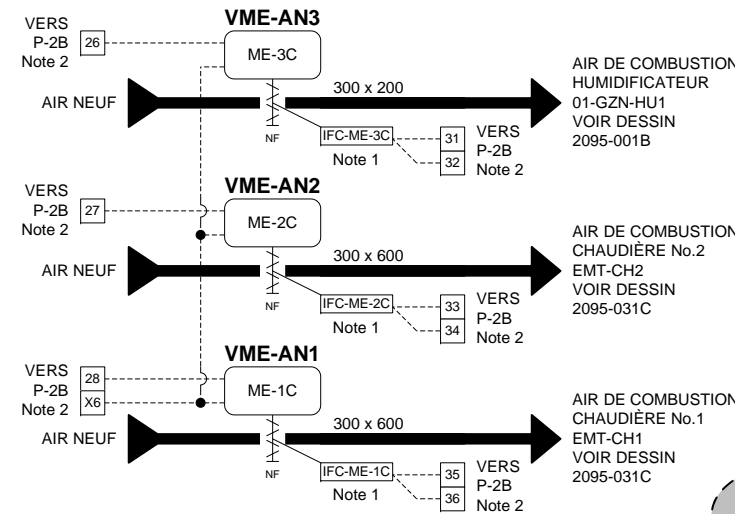 VME-AN3
VERS
P-2B
Note 2
26
ME-3C
AIR NEUF
300 x 200
NF
IFC-ME-3C
Note 1
31
32
VERS
P-2B
Note 2
AIR DE COMBUSTION
HUMIDIFICATEUR
01-GZN-HU1
VOIR DESSIN
2095-001B
VME-AN2
VERS
P-2B
Note 2
27
ME-2C
AIR NEUF
300 x 600
NF
IFC-ME-2C
Note 1
33
34
VERS
P-2B
Note 2
AIR DE COMBUSTION
CHAUDIÈRE No.2
EMT-CH2
VOIR DESSIN
2095-031C
VME-AN1
VERS
P-2B
Note 2
28
X6
ME-1C
AIR NEUF
300 x 600
NF
IFC-ME-1C
Note 1
35
36
VERS
P-2B
Note 2
AIR DE COMBUSTION
CHAUDIÈRE No.1
EMT-CH1
VOIR DESSIN
2095-031C